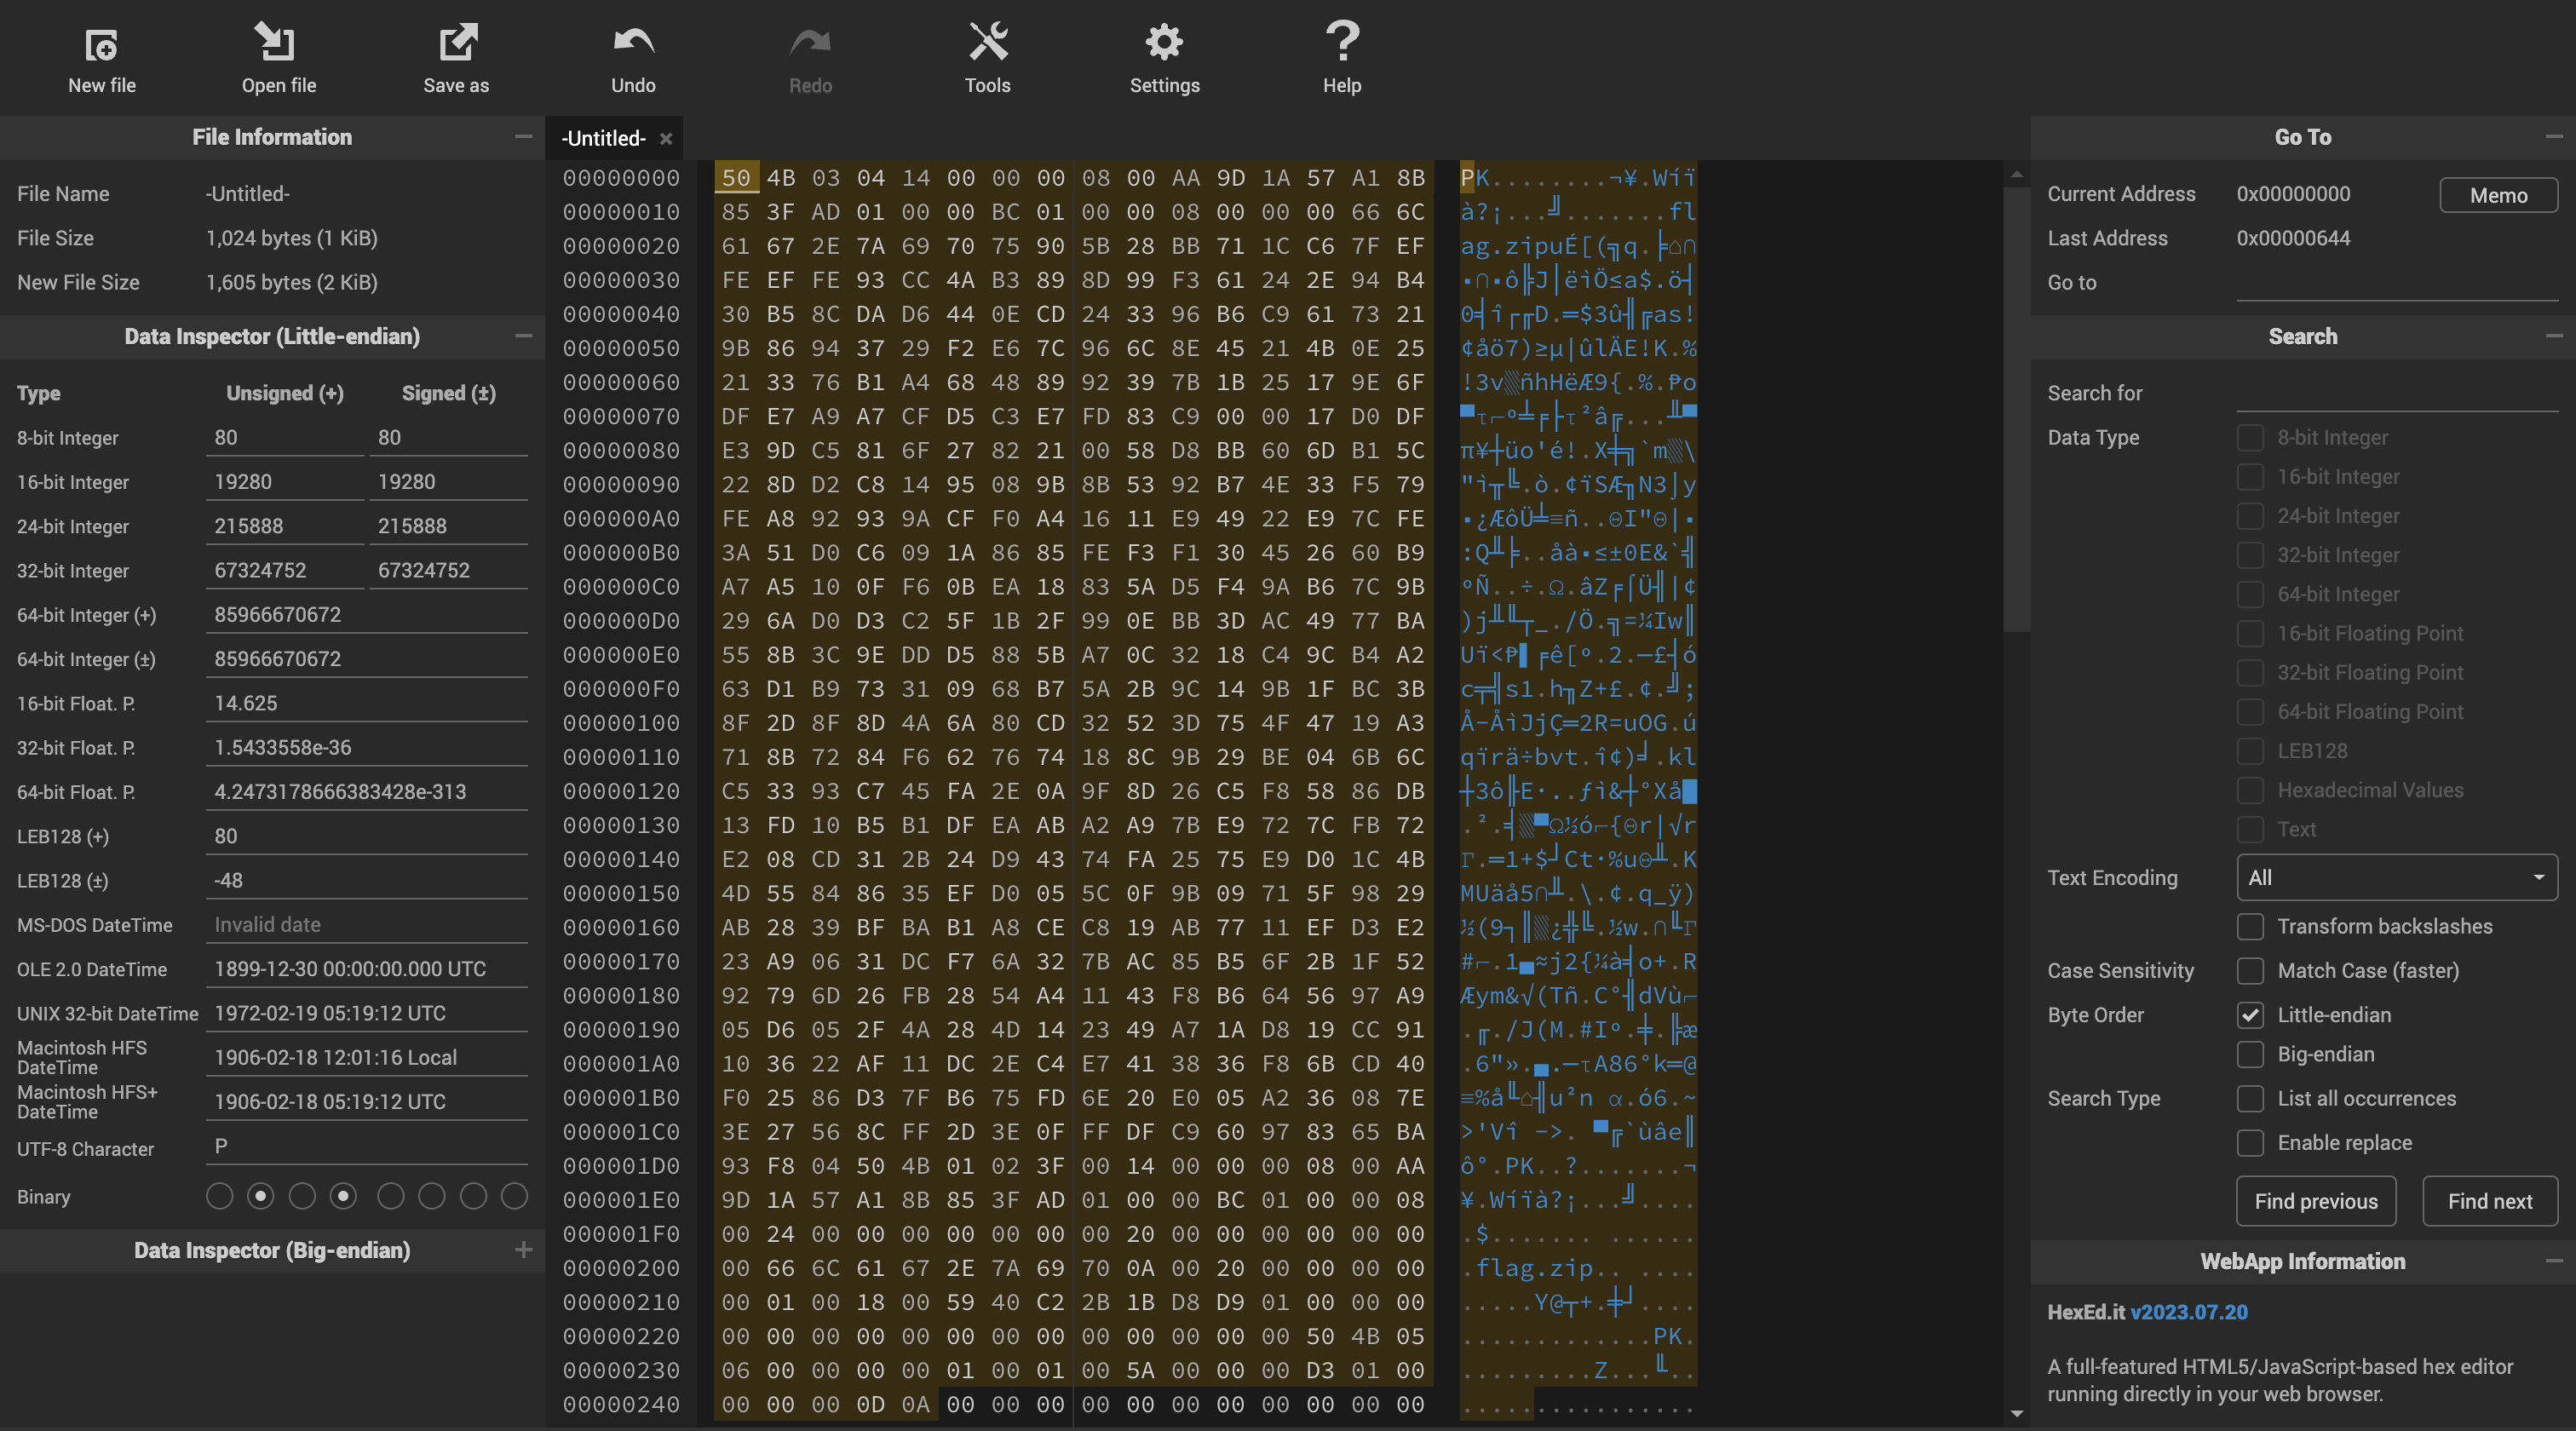 New file Open file Save as Undo Redo Tools Settings Help
File Information
File Name -Untitled-
File Size 1,024 bytes (1 KiB)
New File Size 1,605 bytes (2 KiB)
Data Inspector (Little-endian)
Type Unsigned (+) Signed (±)
8-bit Integer 80 80
16-bit Integer 19280 19280
24-bit Integer 215888 215888
32-bit Integer 67324752 67324752
64-bit Integer (+) 85966670672
64-bit Integer (±) 85966670672
16-bit Float. P. 14.625
32-bit Float. P. 1.5433558e-36
64-bit Float. P. 4.2473178666383428e-313
LEB128 (+) 80
LEB128 (±) -48
MS-DOS DateTime Invalid date
OLE 2.0 DateTime 1899-12-30 00:00:00.000 UTC
UNIX 32-bit DateTime 1972-02-19 05:19:12 UTC
Macintosh HFS
DateTime 1906-02-18 12:01:16 Local
Macintosh HFS+
DateTime 1906-02-18 05:19:12 UTC
UTF-8 Character P
Binary
Data Inspector (Big-endian)
-Untitled-
00000000 50 4B 03 04 14 00 00 00 08 00 AA 9D 1A 57 A1 8B
00000010 85 3F AD 01 00 00 BC 01 00 00 08 00 00 00 66 6C
00000020 61 67 2E 7A 69 70 75 90 5B 28 BB 71 1C C6 7F EF
00000030 FE EF FE 93 CC 4A B3 89 8D 99 F3 61 24 2E 94 B4
00000040 30 B5 8C DA D6 44 0E CD 24 33 96 B6 C9 61 73 21
00000050 9B 86 94 37 29 F2 E6 7C 96 6C 8E 45 21 4B 0E 25
00000060 21 33 76 B1 A4 68 48 89 92 39 7B 1B 25 17 9E 6F
00000070 DF E7 A9 A7 CF D5 C3 E7 FD 83 C9 00 00 17 D0 DF
00000080 E3 9D C5 81 6F 27 82 21 00 58 D8 BB 60 6D B1 5C
00000090 22 8D D2 C8 14 95 08 9B 8B 53 92 B7 4E 33 F5 79
000000A0 FE A8 92 93 9A CF F0 A4 16 11 E9 49 22 E9 7C FE
000000B0 3A 51 D0 C6 09 1A 86 85 FE F3 F1 30 45 26 60 B9
000000C0 A7 A5 10 0F F6 0B EA 18 83 5A D5 F4 9A B6 7C 9B
000000D0 29 6A D0 D3 C2 5F 1B 2F 99 0E BB 3D AC 49 77 BA
000000E0 55 8B 3C 9E DD D5 88 5B A7 0C 32 18 C4 9C B4 A2
000000F0 63 D1 B9 73 31 09 68 B7 5A 2B 9C 14 9B 1F BC 3B
00000100 8F 2D 8F 8D 4A 6A 80 CD 32 52 3D 75 4F 47 19 A3
00000110 71 8B 72 84 F6 62 76 74 18 8C 9B 29 BE 04 6B 6C
00000120 C5 33 93 C7 45 FA 2E 0A 9F 8D 26 C5 F8 58 86 DB
00000130 13 FD 10 B5 B1 DF EA AB A2 A9 7B E9 72 7C FB 72
00000140 E2 08 CD 31 2B 24 D9 43 74 FA 25 75 E9 D0 1C 4B
00000150 4D 55 84 86 35 EF D0 05 5C 0F 9B 09 71 5F 98 29
00000160 AB 28 39 BF BA B1 A8 CE C8 19 AB 77 11 EF D3 E2
00000170 23 A9 06 31 DC F7 6A 32 7B AC 85 B5 6F 2B 1F 52
00000180 92 79 6D 26 FB 28 54 A4 11 43 F8 B6 64 56 97 A9
00000190 05 D6 05 2F 4A 28 4D 14 23 49 A7 1A D8 19 CC 91
000001A0 10 36 22 AF 11 DC 2E C4 E7 41 38 36 F8 6B CD 40
000001B0 F0 25 86 D3 7F B6 75 FD 6E 20 E0 05 A2 36 08 7E
000001C0 3E 27 56 8C FF 2D 3E 0F FF DF C9 60 97 83 65 BA
000001D0 93 F8 04 50 4B 01 02 3F 00 14 00 00 00 08 00 AA
000001E0 9D 1A 57 A1 8B 85 3F AD 01 00 00 BC 01 00 00 08
000001F0 00 24 00 00 00 00 00 00 00 20 00 00 00 00 00 00
00000200 00 66 6C 61 67 2E 7A 69 70 0A 00 20 00 00 00 00
00000210 00 01 00 18 00 59 40 C2 2B 1B D8 D9 01 00 00 00
00000220 00 00 00 00 00 00 00 00 00 00 00 00 00 50 4B 05
00000230 06 00 00 00 00 01 00 01 00 5A 00 00 00 D3 01 00
00000240 00 00 00 0D 0A 00 00 00 00 00 00 00 00 00 00 00
Go To
Current Address 0x00000000 Memo
Last Address 0x00000644
Go to
Search
Search for
Data Type 8-bit Integer
16-bit Integer
24-bit Integer
32-bit Integer
64-bit Integer
16-bit Floating Point
32-bit Floating Point
64-bit Floating Point
LEB128
Hexadecimal Values
Text
Text Encoding All
Transform backslashes
Case Sensitivity Match Case (faster)
Byte Order Little-endian
Big-endian
Search Type List all occurrences
Enable replace
Find previous Find next
WebApp Information
HexEd.it v2023.07.20
A full-featured HTML5/JavaScript-based hex editor
running directly in your web browser.